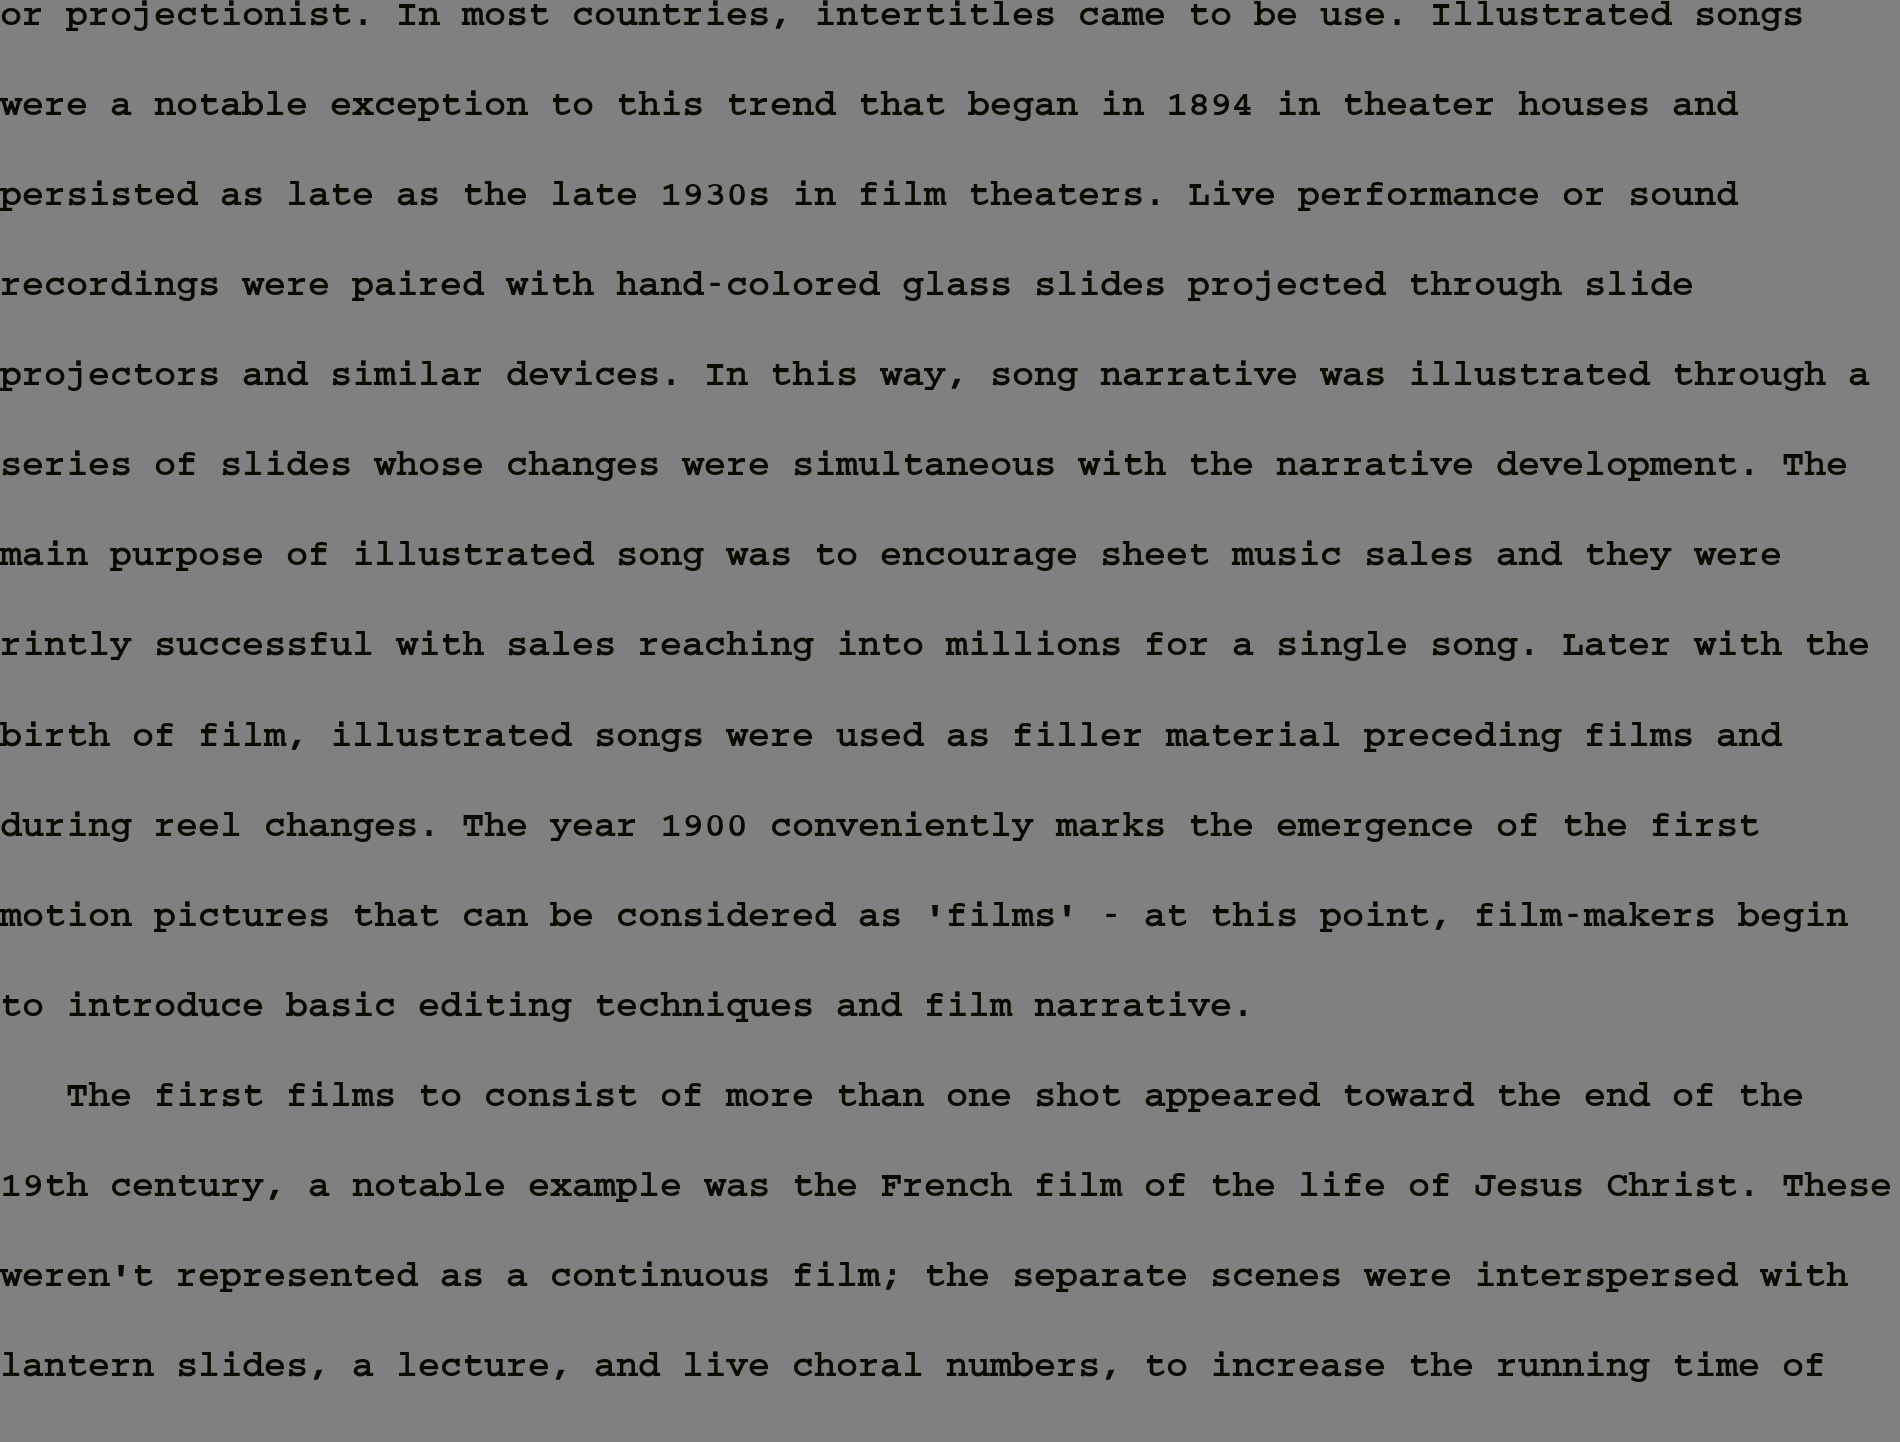 or projectionist. In most countries, intertitles came to be use. Illustrated songs
were a notable exception to this trend that began in 1894 in theater houses and
persisted as late as the late 1930s in film theaters. Live performance or sound
recordings were paired with hand-colored glass slides projected through slide
projectors and similar devices. In this way, song narrative was illustrated through a
series of slides whose changes were simultaneous with the narrative development. The
main purpose of illustrated song was to encourage sheet music sales and they were
rintly successful with sales reaching into millions for a single song. Later with the
birth of film, illustrated songs were used as filler material preceding films and
during reel changes. The year 1900 conveniently marks the emergence of the first
motion pictures that can be considered as 'films' - at this point, film-makers begin
to introduce basic editing techniques and film narrative.
The first films to consist of more than one shot appeared toward the end of the
19th century, a notable example was the French film of the life of Jesus Christ. These
weren't represented as a continuous film; the separate scenes were interspersed with
lantern slides, a lecture, and live choral numbers, to increase the running time of